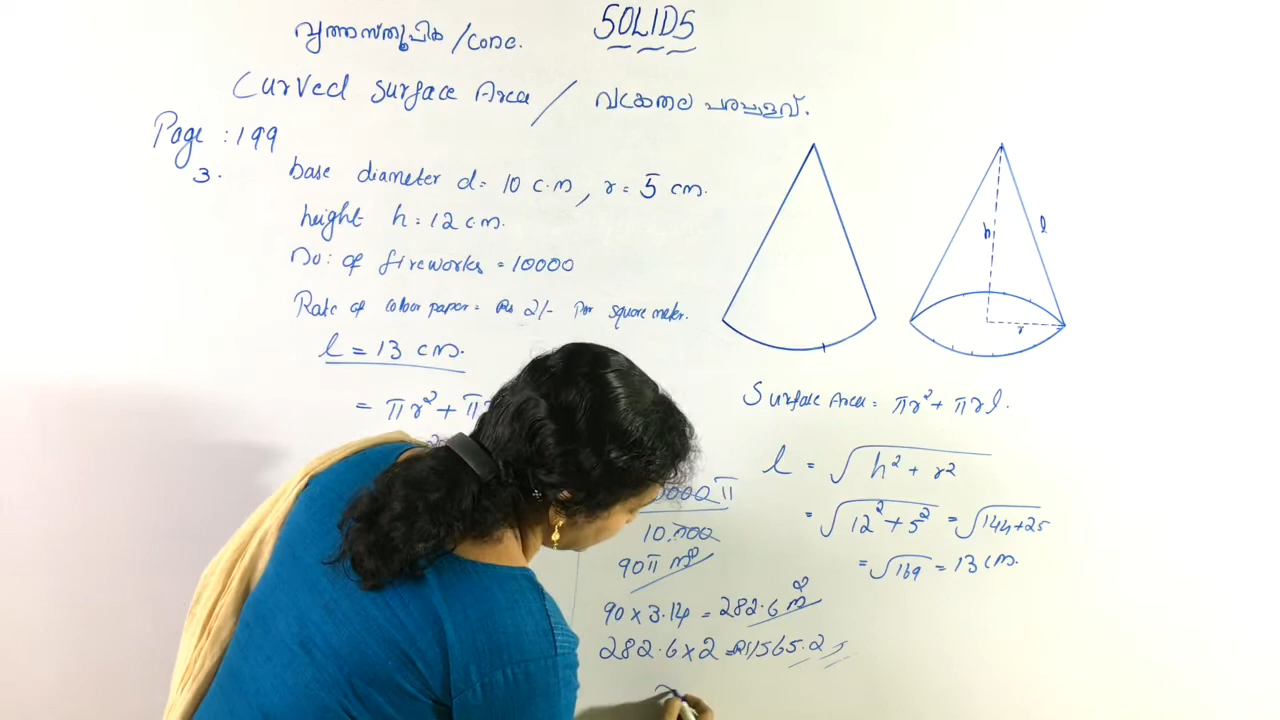 വൃത്തസ്തൂപിക /Cone.
SOLIDS
Curved surface Area / വക്രതല പരപ്പളവ്.
Page : 199
3.
base diameter d= 10 c.m, r = 5 cm.
height h = 12 c.m.
No: of fireworks = 10000
Rate of colour paper = Rs 2/- Per square meter.
l = 13 cm.
= πr² + π
h
l
r
Surface Area = πr² + πrl.
l = √h² + r²
= √12² + 5² = √144+25
= √169 = 13 cm.
000π
10,000
90π m²
90 × 3.14 = 282.6 m²
282.6 × 2 = 565.2